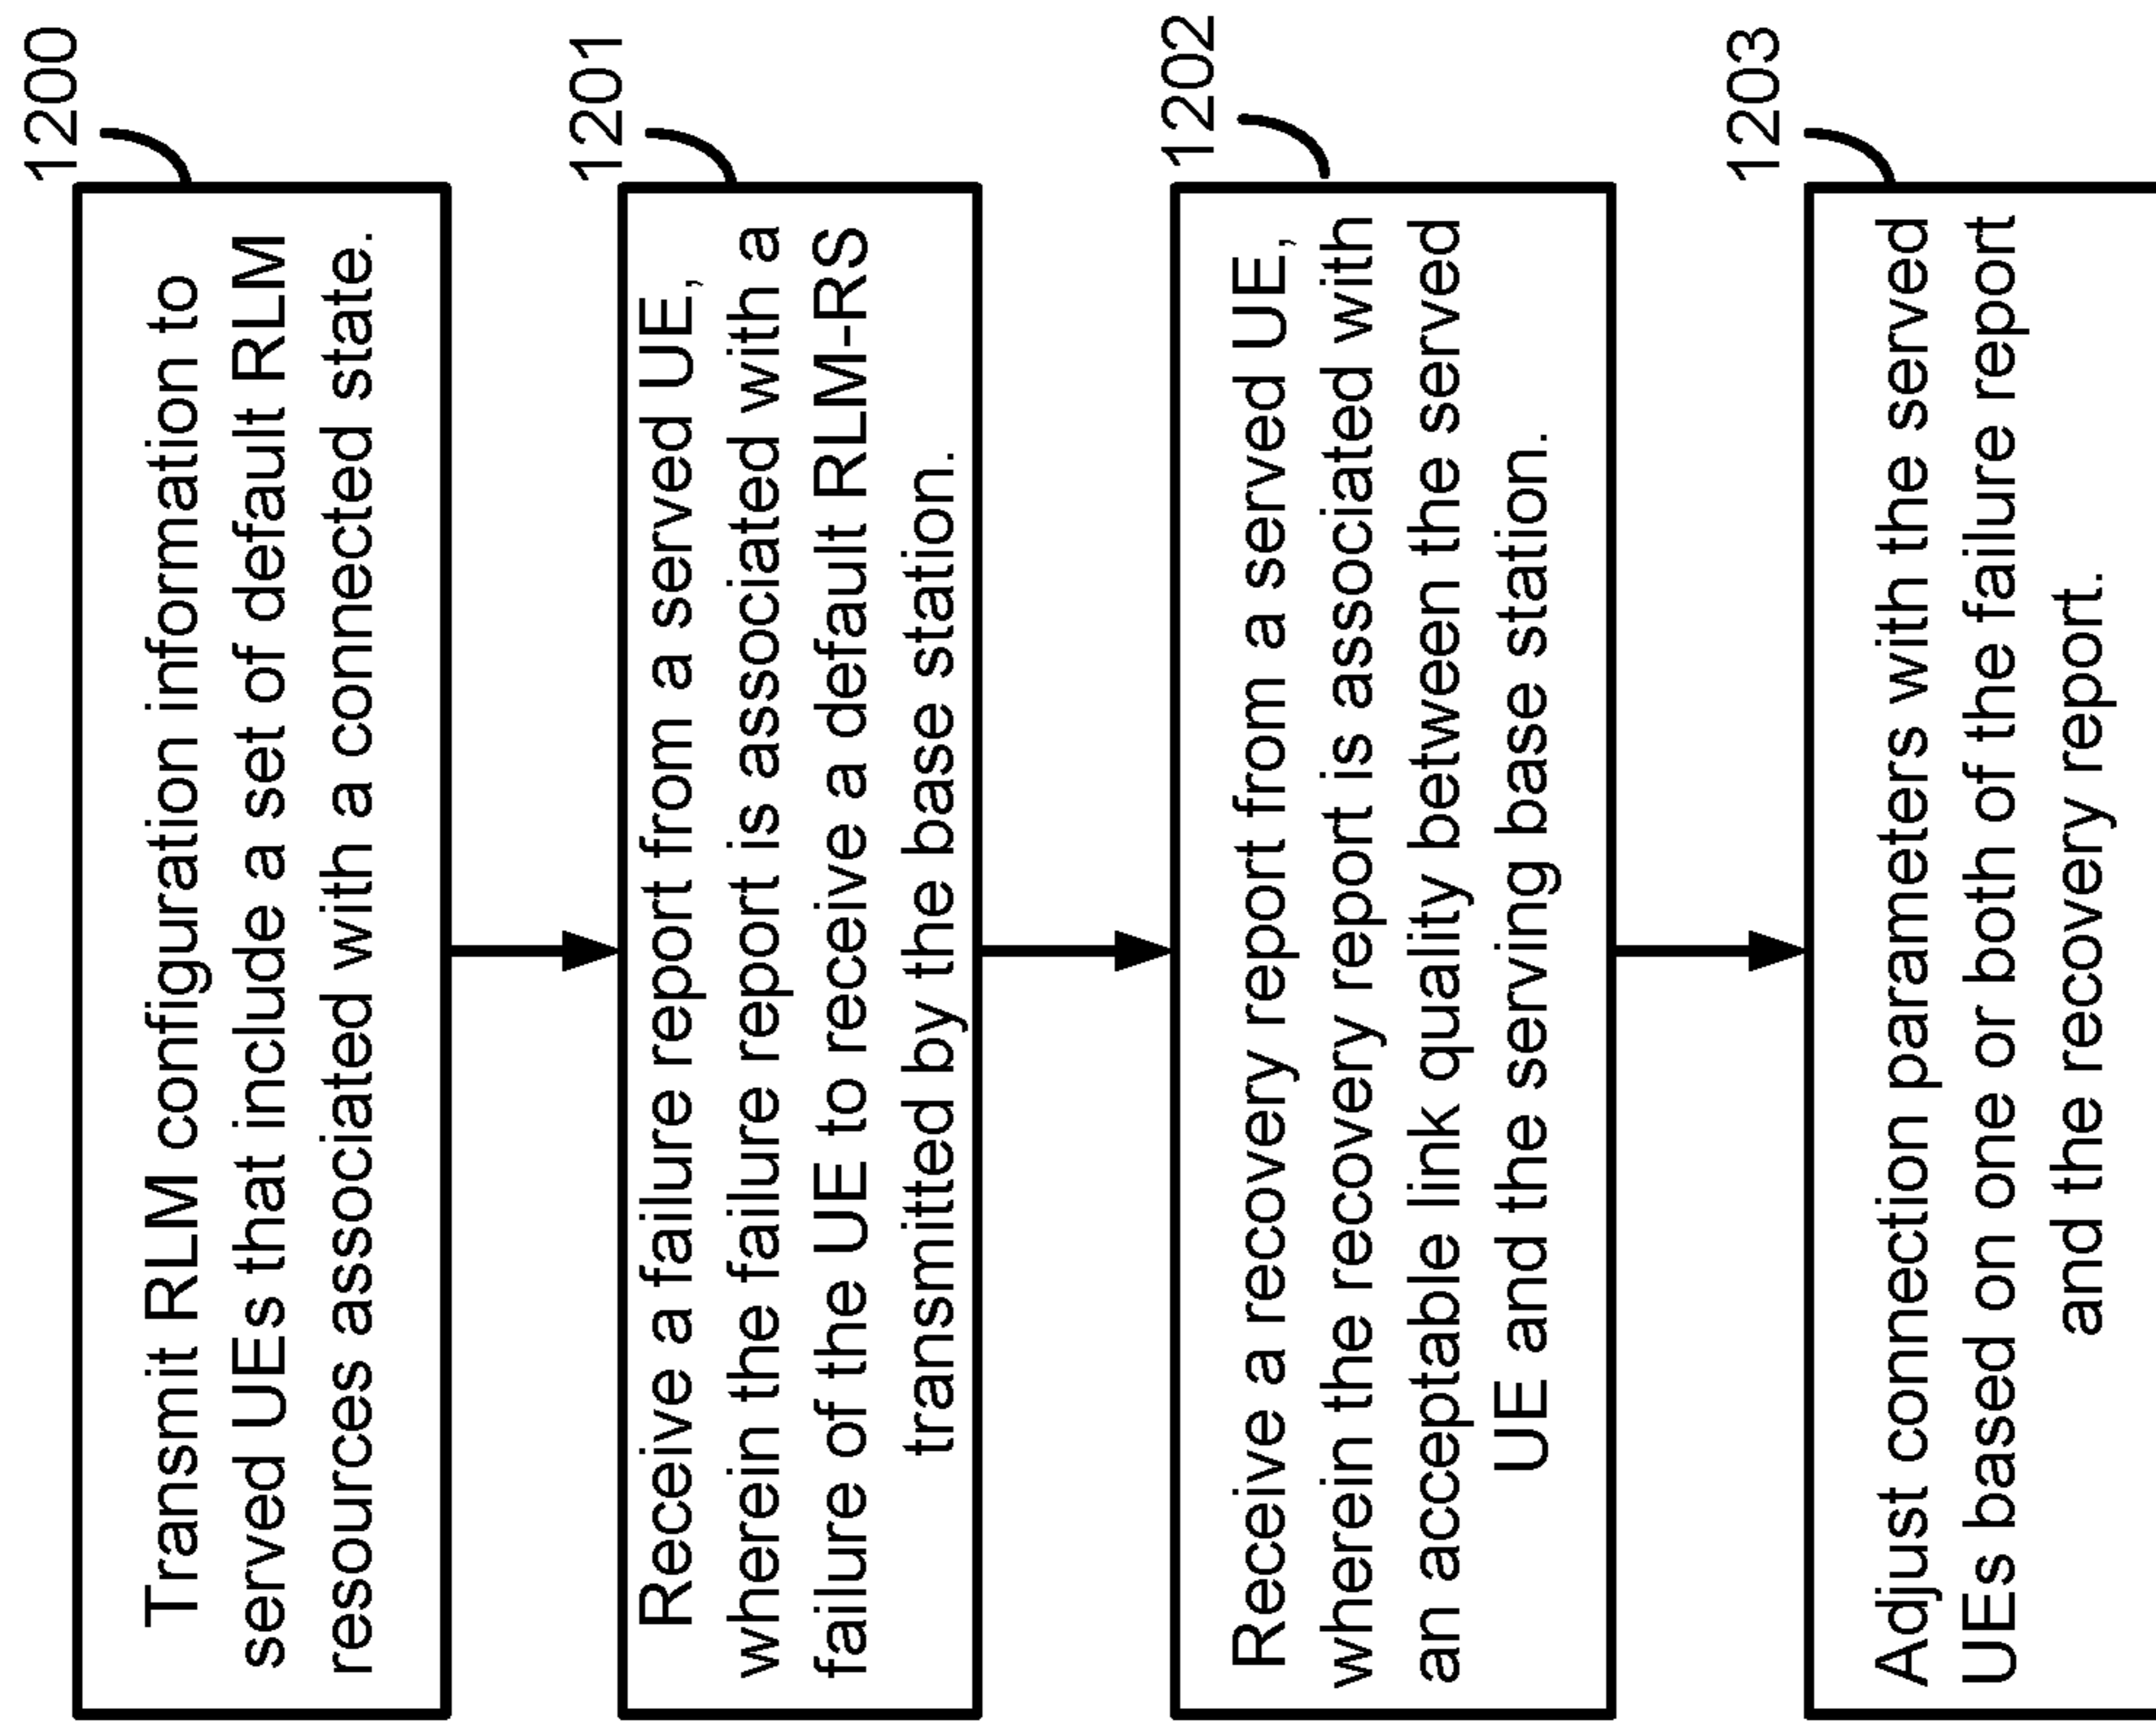 1200
Transmit RLM configuration information to
served UEs that include a set of default RLM
resources associated with a connected state.
1201
Receive a failure report from a served UE,
wherein the failure report is associated with a
failure of the UE to receive a default RLM-RS
transmitted by the base station.
1202
Receive a recovery report from a served UE,
wherein the recovery report is associated with
an acceptable link quality between the served
UE and the serving base station.
1203
Adjust connection parameters with the served
UEs based on one or both of the failure report
and the recovery report.